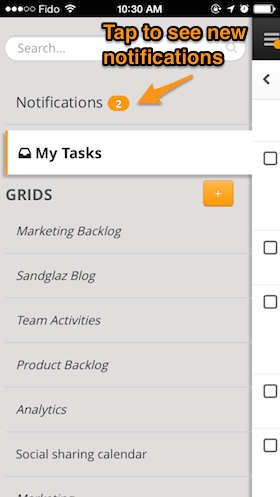 Fido 10:30 AM
Search...
Tap to see new
notifications
Notifications 2
My Tasks
GRIDS +
Marketing Backlog
Sandglaz Blog
Team Activities
Product Backlog
Analytics
Social sharing calendar
Marketing